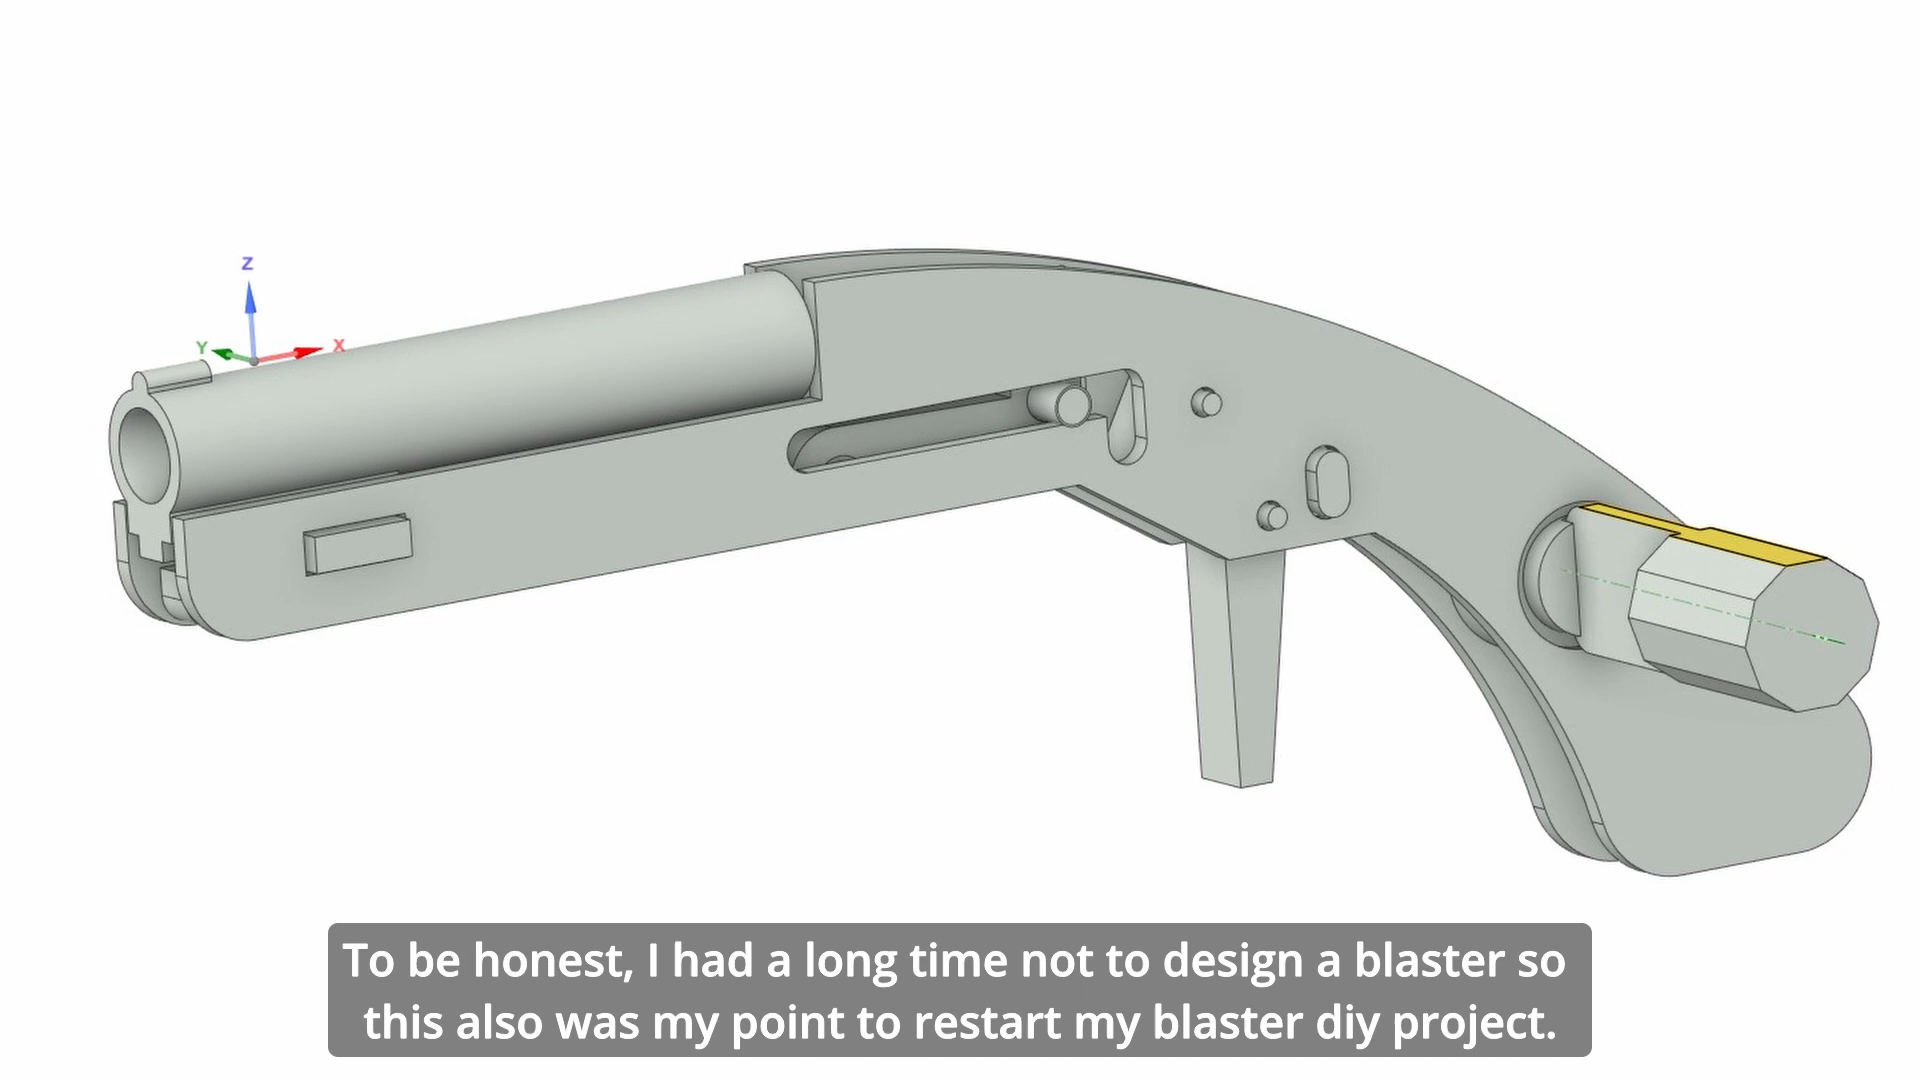 Z
Y
X
To be honest, I had a long time not to design a blaster so
this also was my point to restart my blaster diy project.